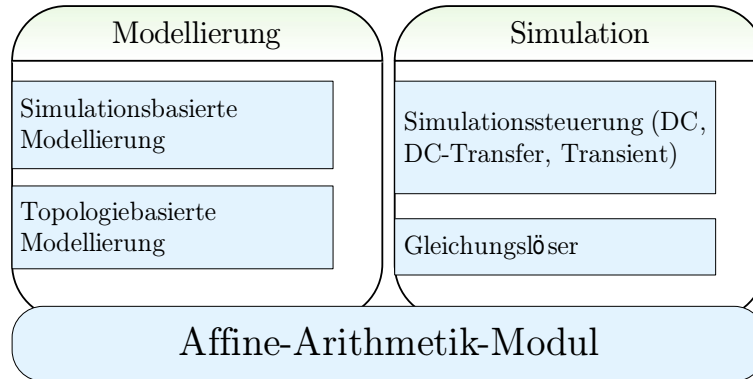 Modellierung
Simulationsbasierte
Modellierung
Topologiebasierte
Modellierung
Simulation
Simulationssteuerung (DC,
DC-Transfer, Transient)
Gleichungslöser
Affine-Arithmetik-Modul